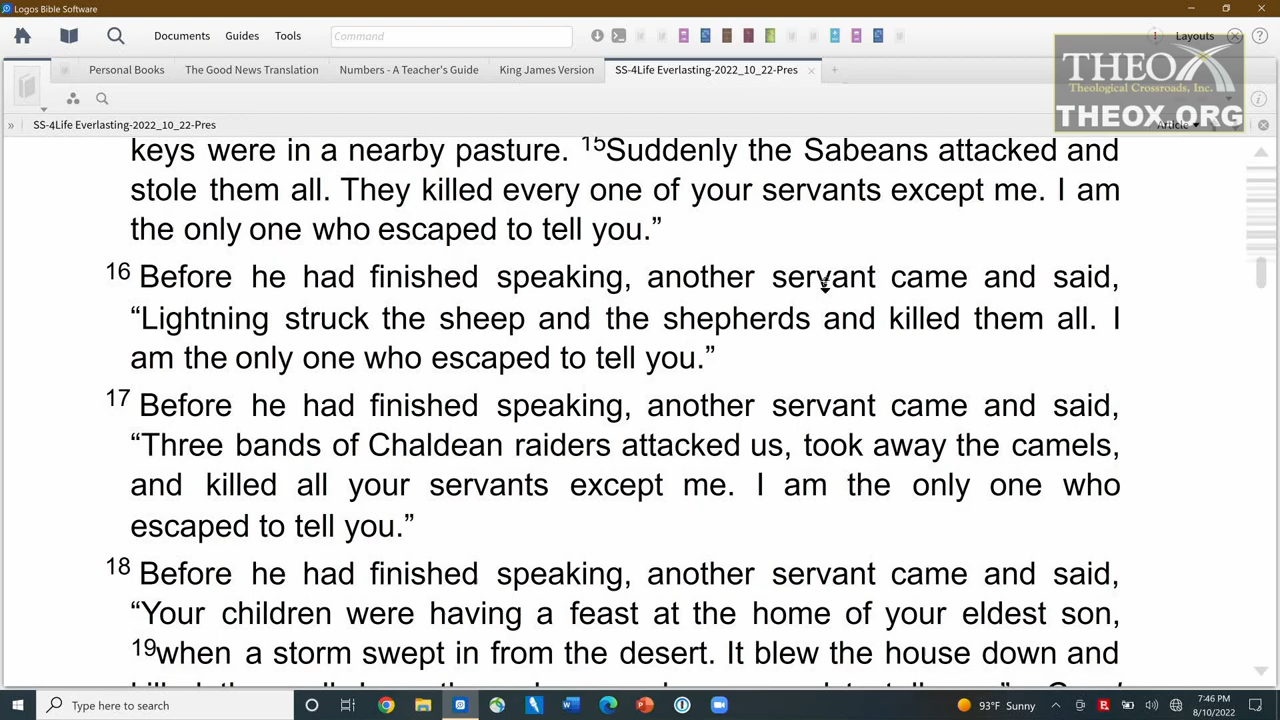 Logos Bible Software
Documents Guides Tools Command Layouts
THEOX
Theological Crossroads, Inc.
THEOX.ORG
Personal Books The Good News Translation Numbers - A Teacher's Guide King James Version SS-4Life Everlasting-2022_10_22-Pres
SS-4Life Everlasting-2022_10_22-Pres Article
keys were in a nearby pasture. 15Suddenly the Sabeans attacked and
stole them all. They killed every one of your servants except me. I am
the only one who escaped to tell you.”
16 Before he had finished speaking, another servant came and said,
“Lightning struck the sheep and the shepherds and killed them all. I
am the only one who escaped to tell you.”
17 Before he had finished speaking, another servant came and said,
“Three bands of Chaldean raiders attacked us, took away the camels,
and killed all your servants except me. I am the only one who
escaped to tell you.”
18 Before he had finished speaking, another servant came and said,
“Your children were having a feast at the home of your eldest son,
19when a storm swept in from the desert. It blew the house down and
Type here to search 93°F Sunny 7:46 PM
8/10/2022